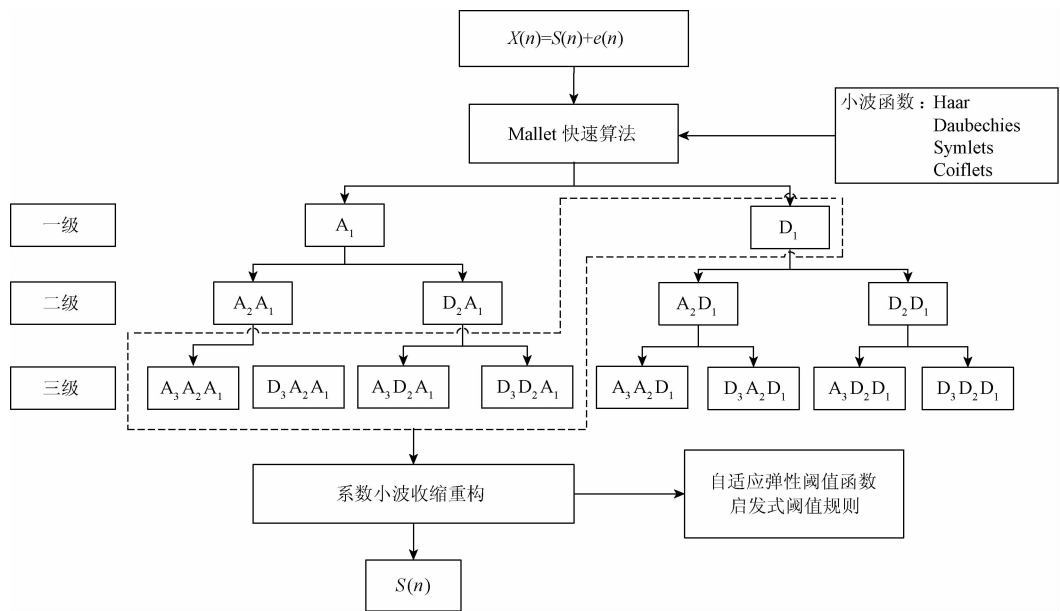 X(n)=S(n)+e(n)
Mallet 快速算法
小波函数：Haar
Daubechies
Symlets
Coiflets
一级
A₁
D₁
二级
A₂A₁
D₂A₁
A₂D₁
D₂D₁
三级
A₃A₂A₁
D₃A₂A₁
A₃D₂A₁
D₃D₂A₁
A₃A₂D₁
D₃A₂D₁
A₃D₂D₁
D₃D₂D₁
系数小波收缩重构
自适应弹性阈值函数
启发式阈值规则
S(n)